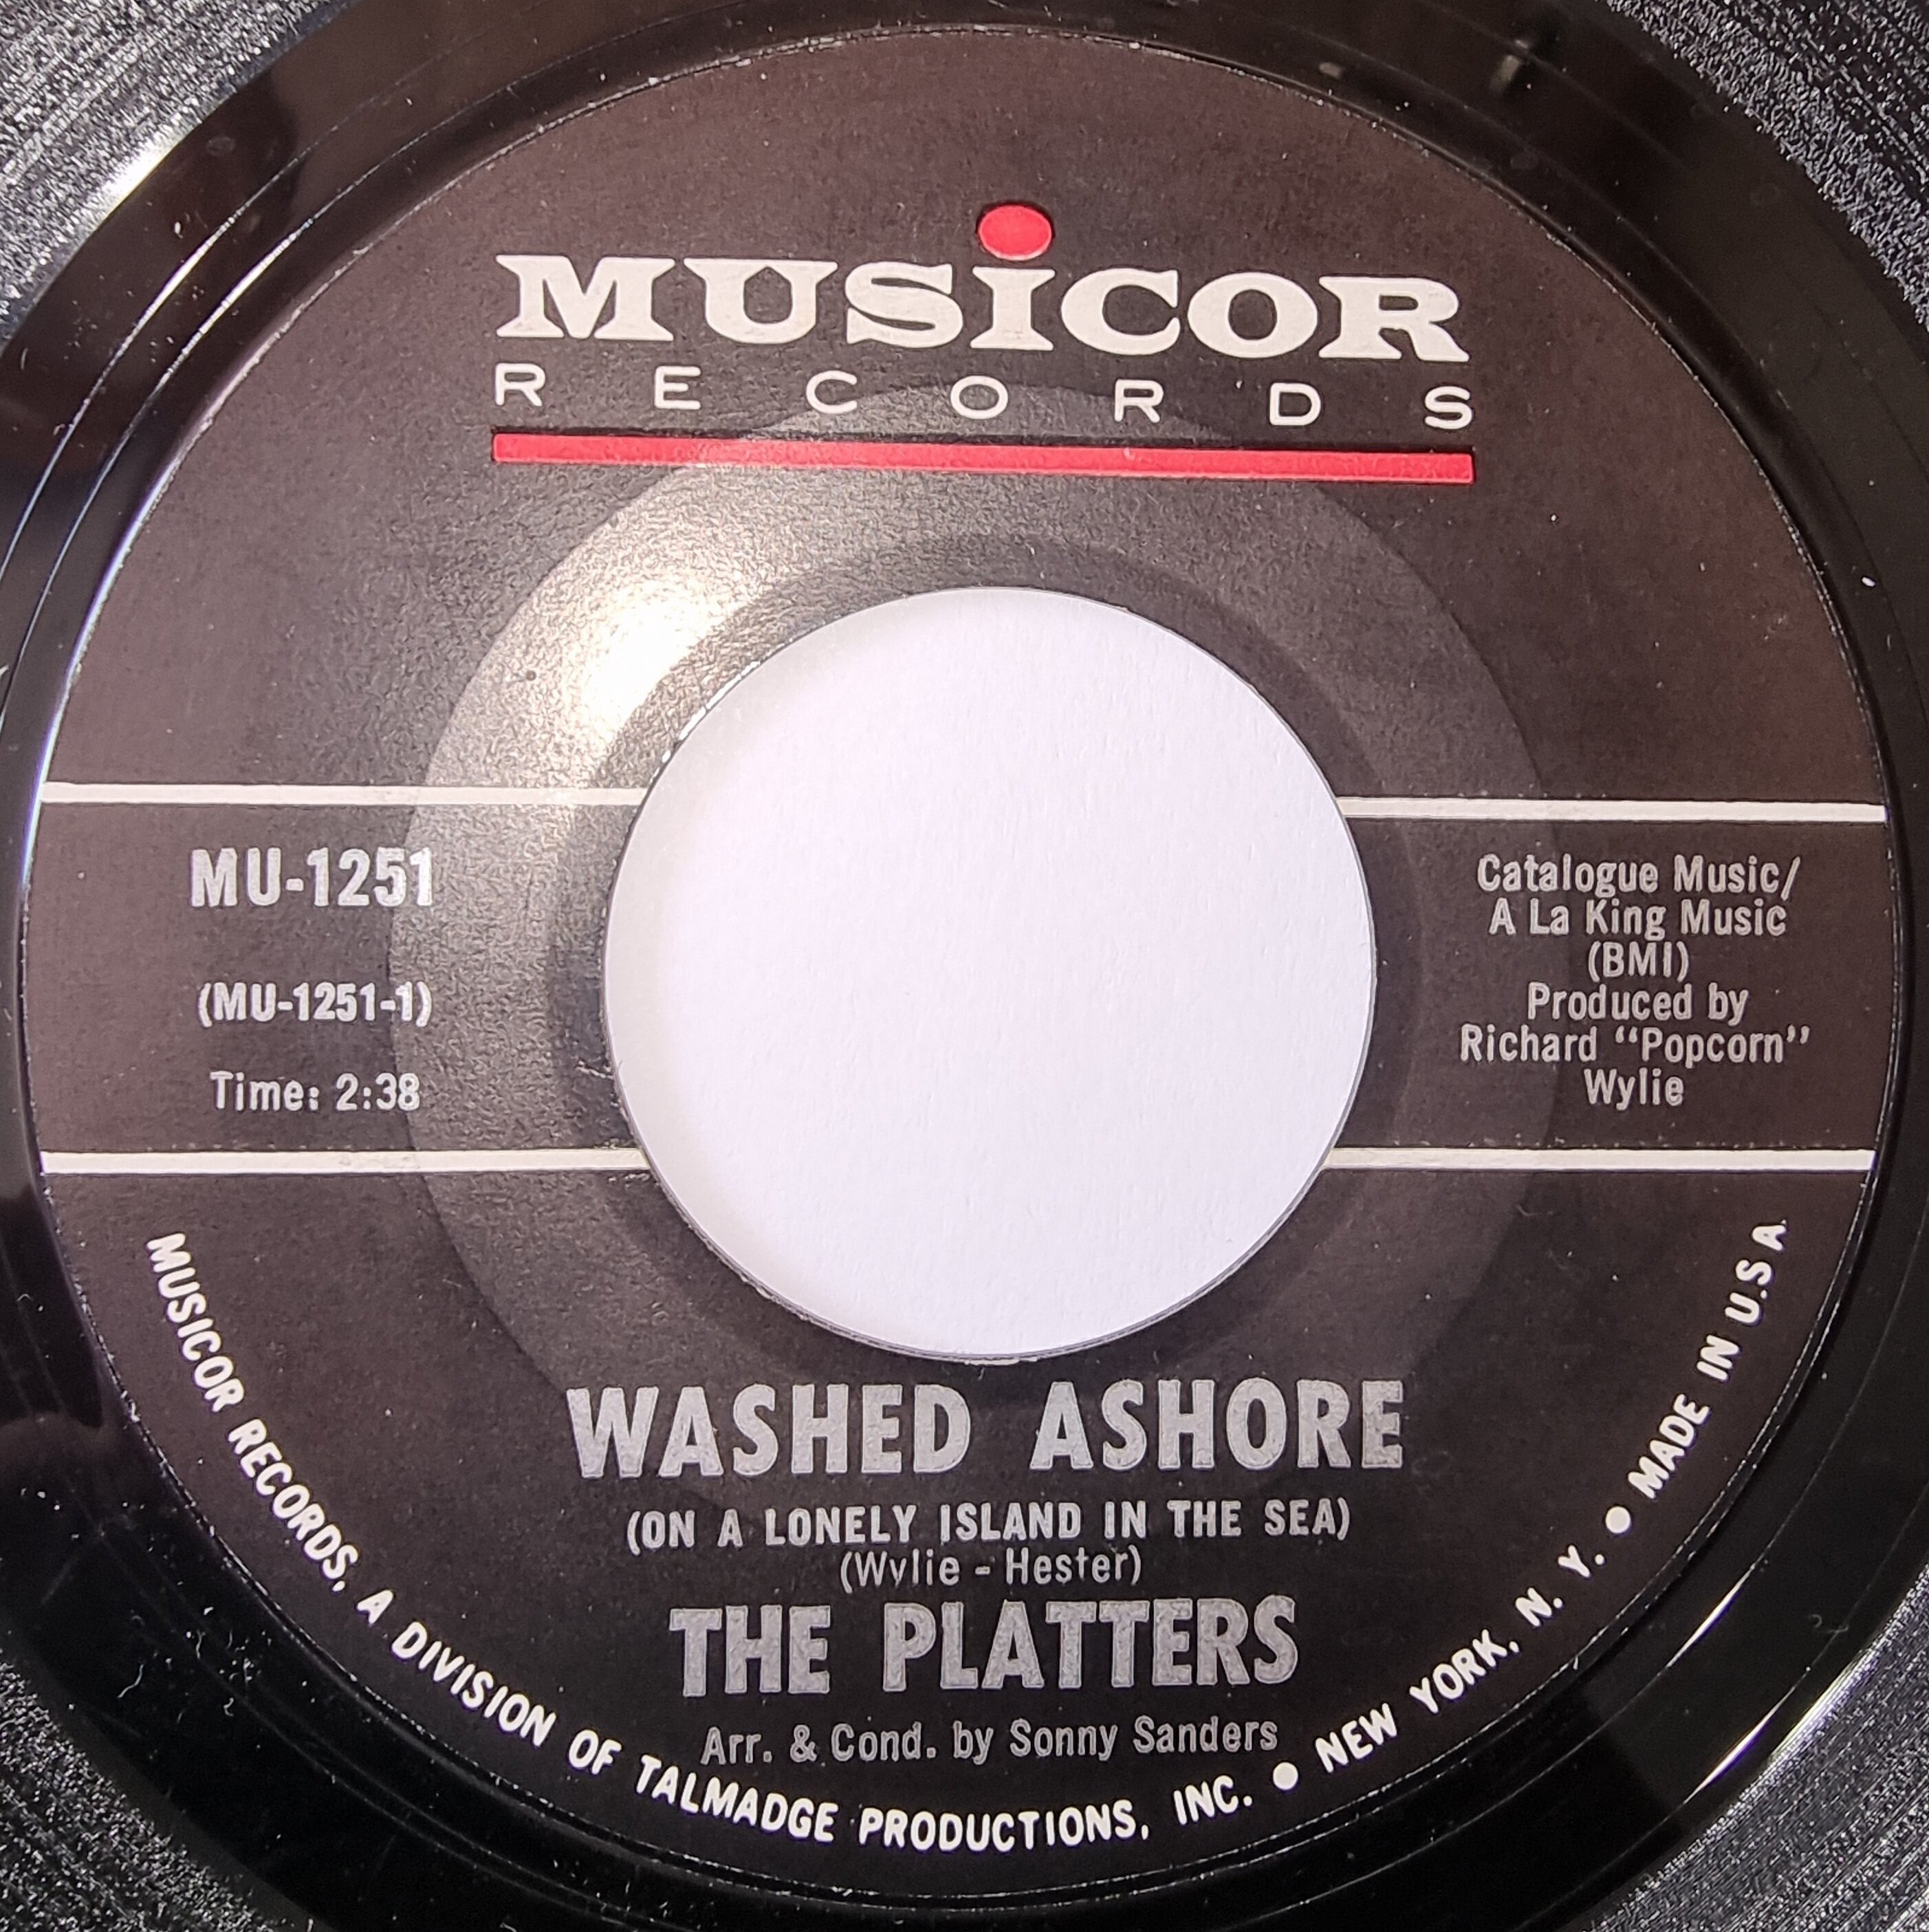 MUSiCOR
RECORDS
MU-1251
(MU-1251-1)
Time: 2:38
Catalogue Music/
A La King Music
(BMI)
Produced by
Richard “Popcorn”
Wylie
WASHED ASHORE
(ON A LONELY ISLAND IN THE SEA)
(Wylie - Hester)
THE PLATTERS
Arr. & Cond. by Sonny Sanders
MUSICOR RECORDS, A DIVISION OF TALMADGE PRODUCTIONS, INC. ● NEW YORK, N. Y. ● MADE IN U.S.A.